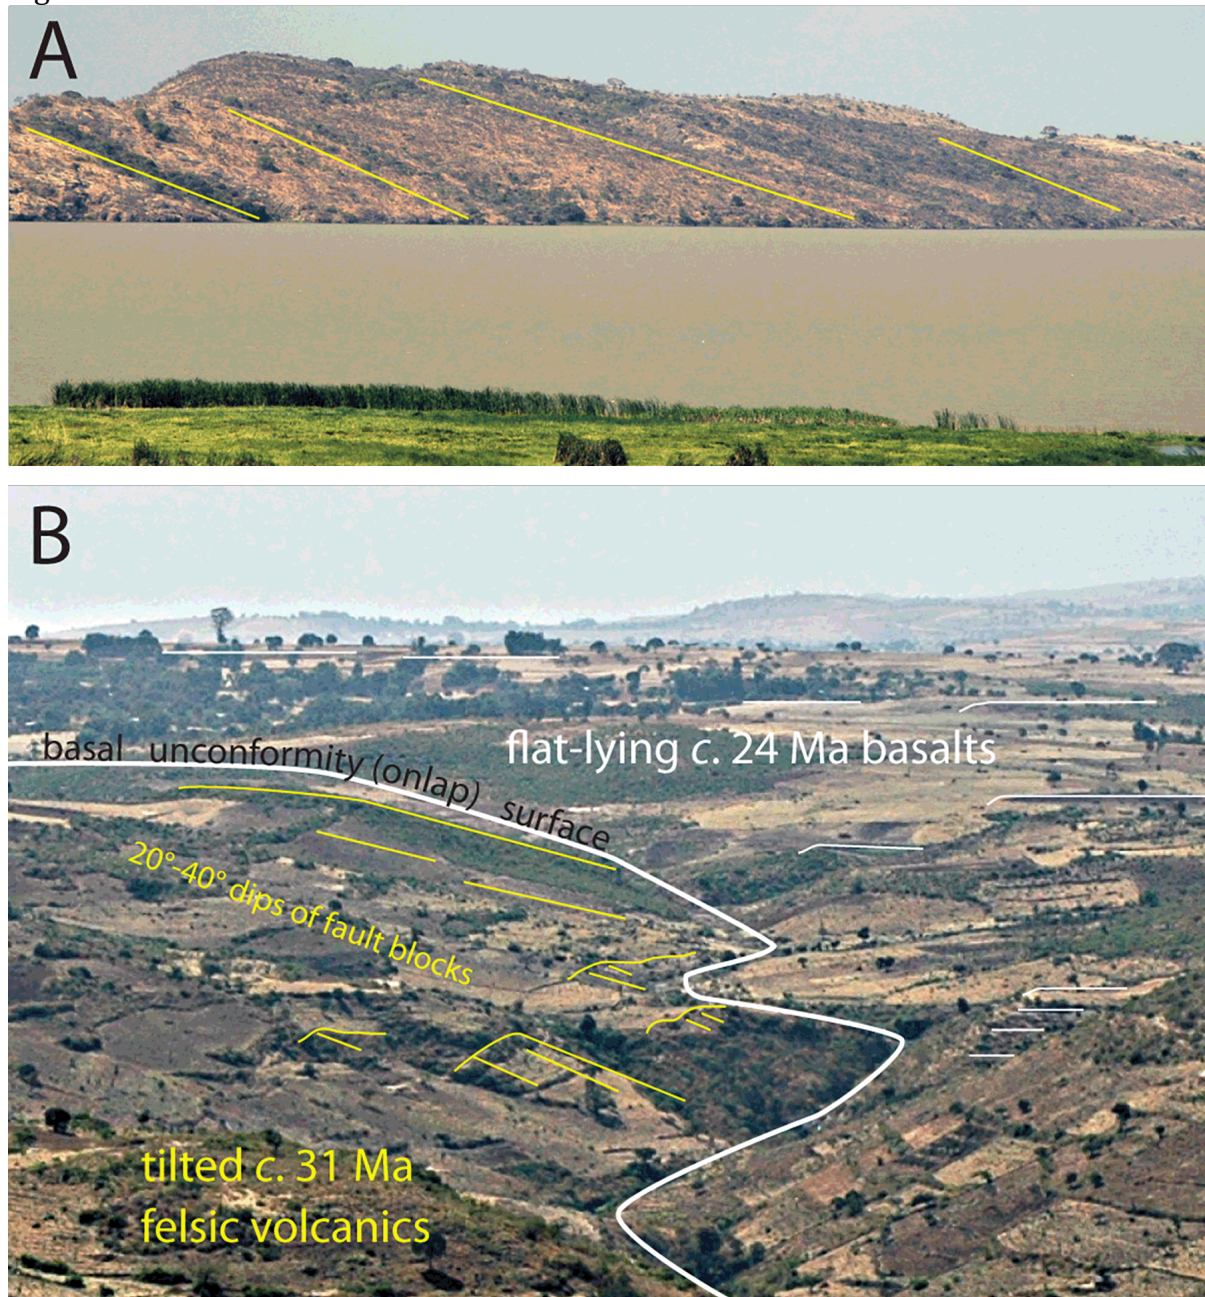 A
B
basal unconformity (onlap) surface
flat-lying c. 24 Ma basalts
20°-40° dips of fault blocks
tilted c. 31 Ma
felsic volcanics